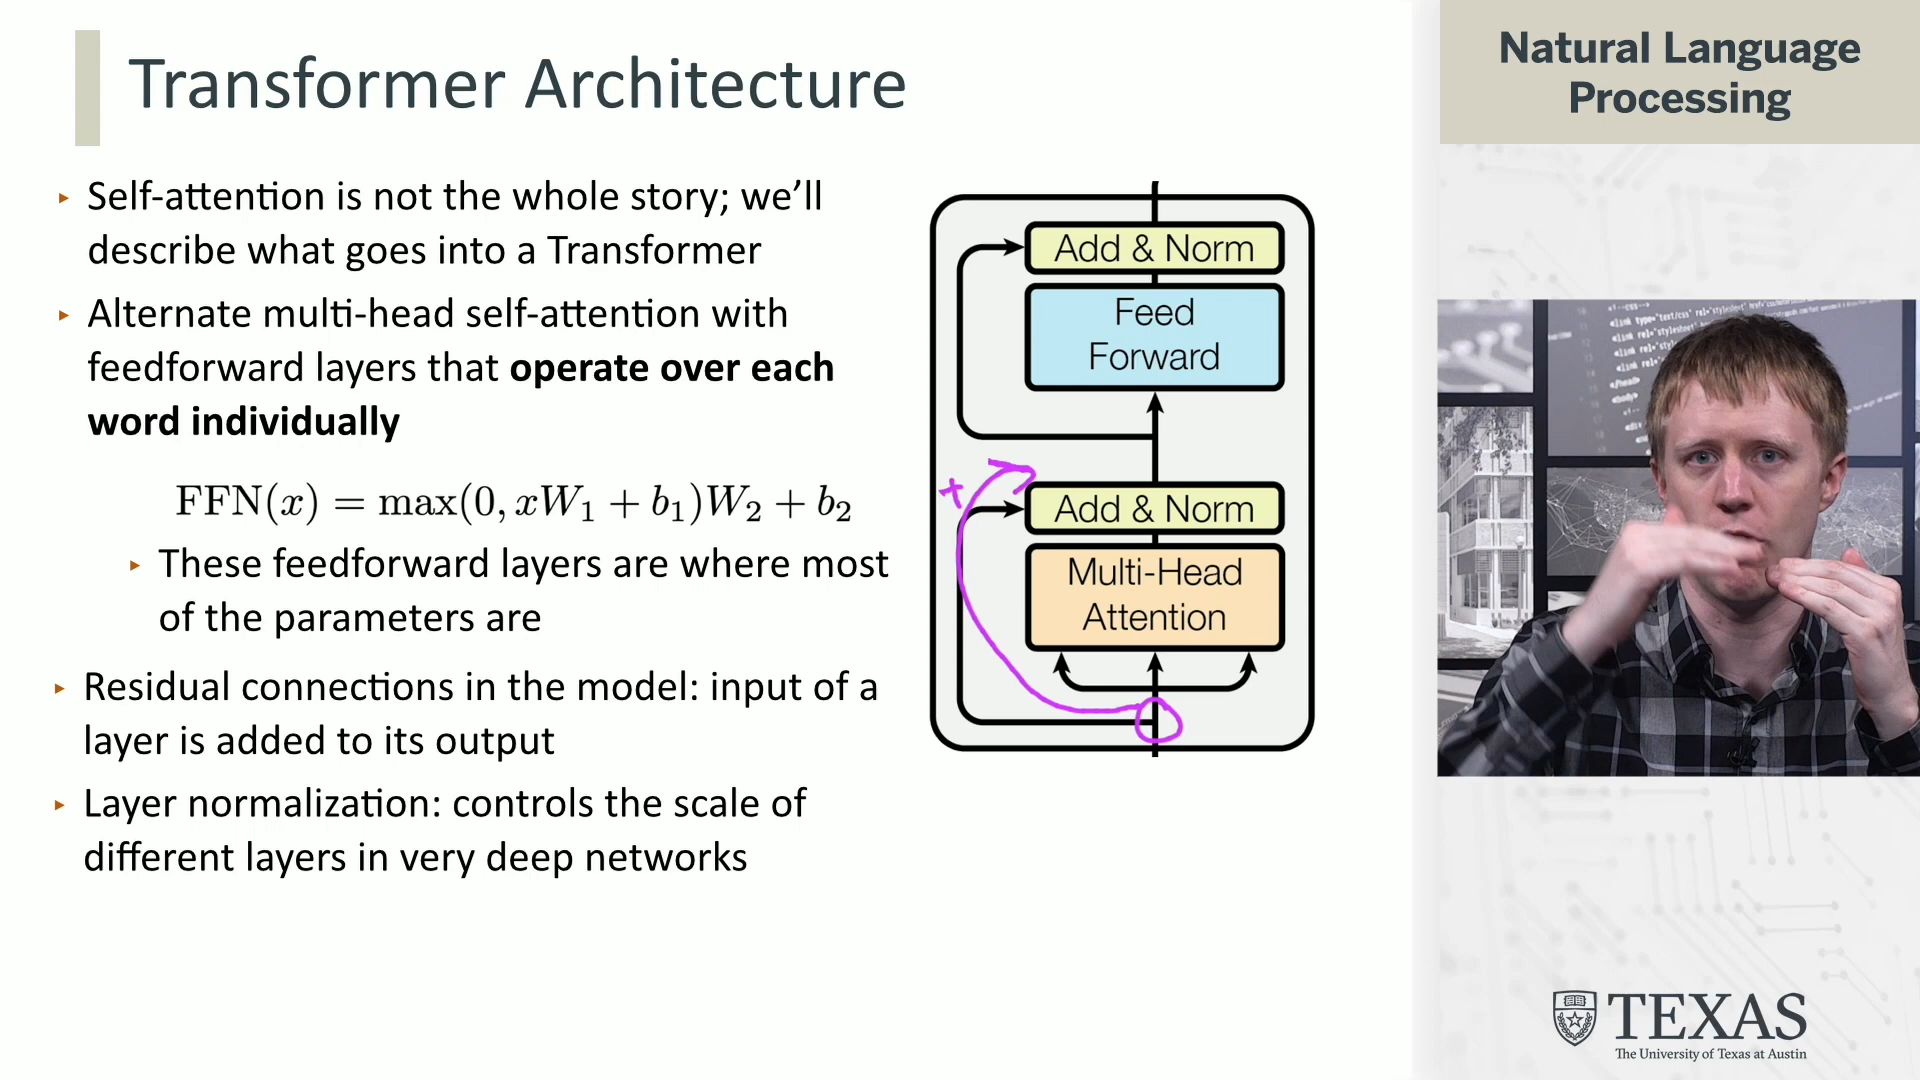 Transformer Architecture
Self-attention is not the whole story; we'll
describe what goes into a Transformer
Alternate multi-head self-attention with
feedforward layers that operate over each
word individually
FFN(x) = max(0, xW₁ + b₁)W₂ + b₂
These feedforward layers are where most
of the parameters are
Residual connections in the model: input of a
layer is added to its output
Layer normalization: controls the scale of
different layers in very deep networks
Add & Norm
Feed
Forward
+
Add & Norm
Multi-Head
Attention
Natural Language
Processing
TEXAS
The University of Texas at Austin